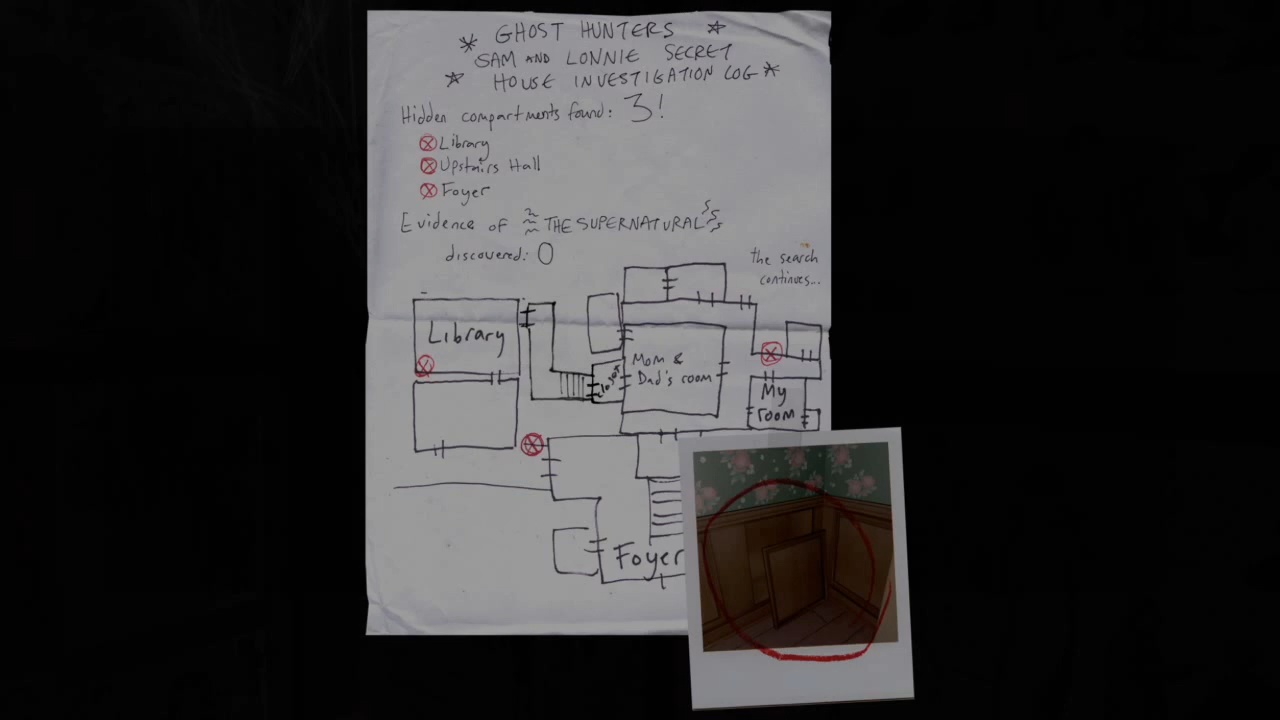 GHOST HUNTERS
SAM AND LONNIE SECRET
HOUSE INVESTIGATION LOG
Hidden compartments found: 3!
Library
Upstairs Hall
Foyer
Evidence of THE SUPERNATURAL
discovered: 0
the search
continues...
Library
closet
Mom &
Dad's room
My
room
Foyer